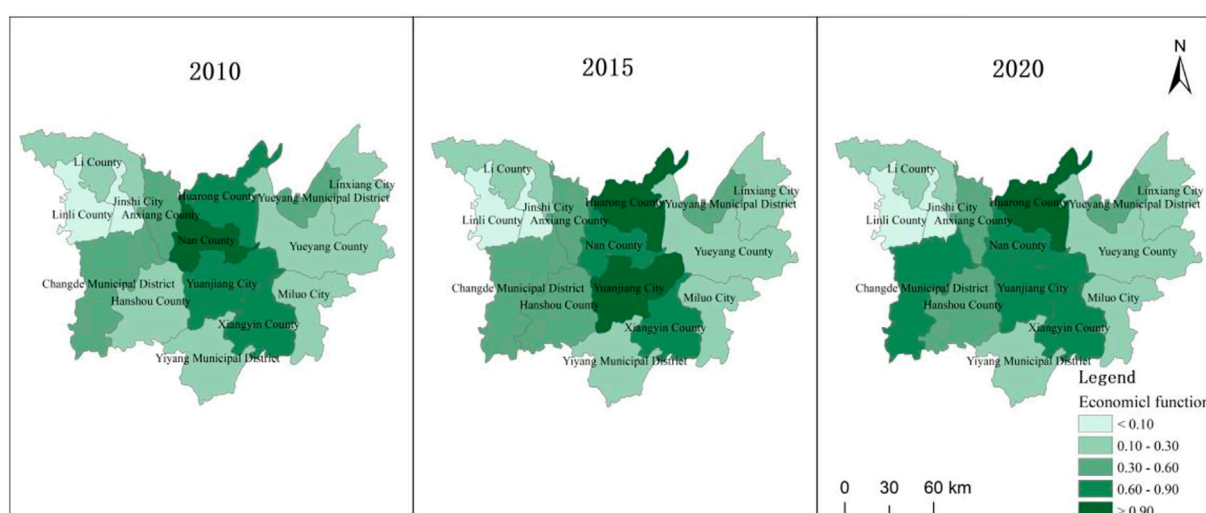 2010
Li County
Jinshi City
Linli County
Anxiang County
Huarong County
Linxiang City
Yueyang Municipal District
Nan County
Yueyang County
Changde Municipal District
Yuanjiang City
Hanshou County
Miluo City
Xiangyin County
Yiyang Municipal District
2015
Li County
Jinshi City
Linli County
Anxiang County
Huarong County
Linxiang City
Yueyang Municipal District
Nan County
Yueyang County
Changde Municipal District
Yuanjiang City
Hanshou County
Miluo City
Xiangyin County
Yiyang Municipal District
2020
N
Li County
Jinshi City
Linli County
Anxiang County
Huarong County
Linxiang City
Yueyang Municipal District
Nan County
Yueyang County
Changde Municipal District
Yuanjiang City
Hanshou County
Miluo City
Xiangyin County
Yiyang Municipal District
Legend
Economicl function
< 0.10
0.10 - 0.30
0.30 - 0.60
0.60 - 0.90
> 0.90
0 30 60 km